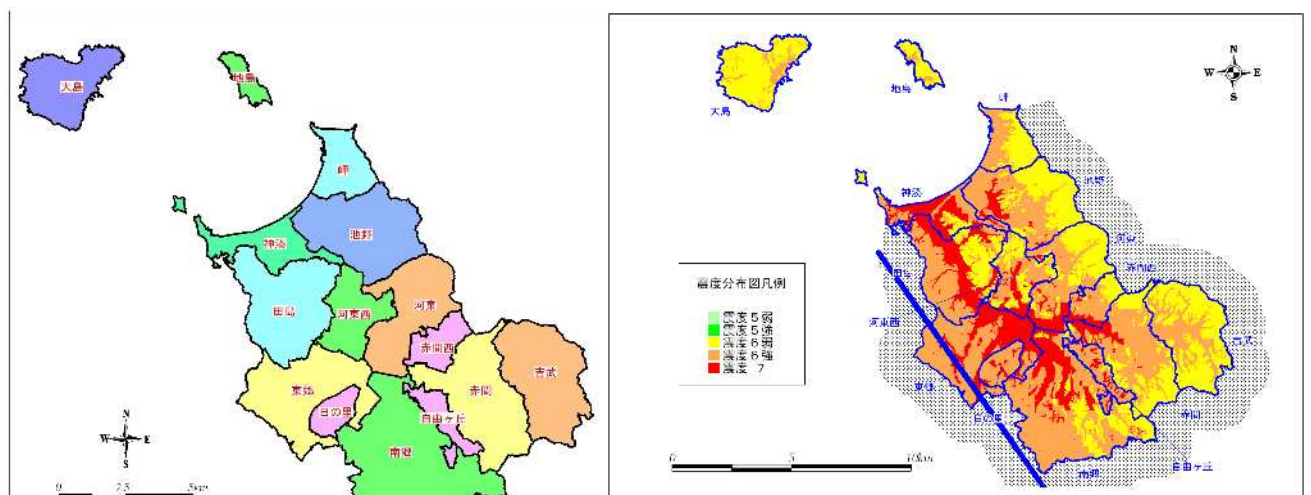 大島
地島
岬
池野
神湊
田島
河東西
河東
赤間西
吉武
赤間
東郷
日の里
自由ヶ丘
南郷
N
W
E
S
0
2.5
5km
大島
地島
岬
神湊
池野
河東
赤間西
田島
河東西
吉武
東郷
日の里
赤間
自由ヶ丘
南郷
N
W
E
S
震度分布図凡例
震度5弱
震度5強
震度6弱
震度6強
震度 7
0
5
10km